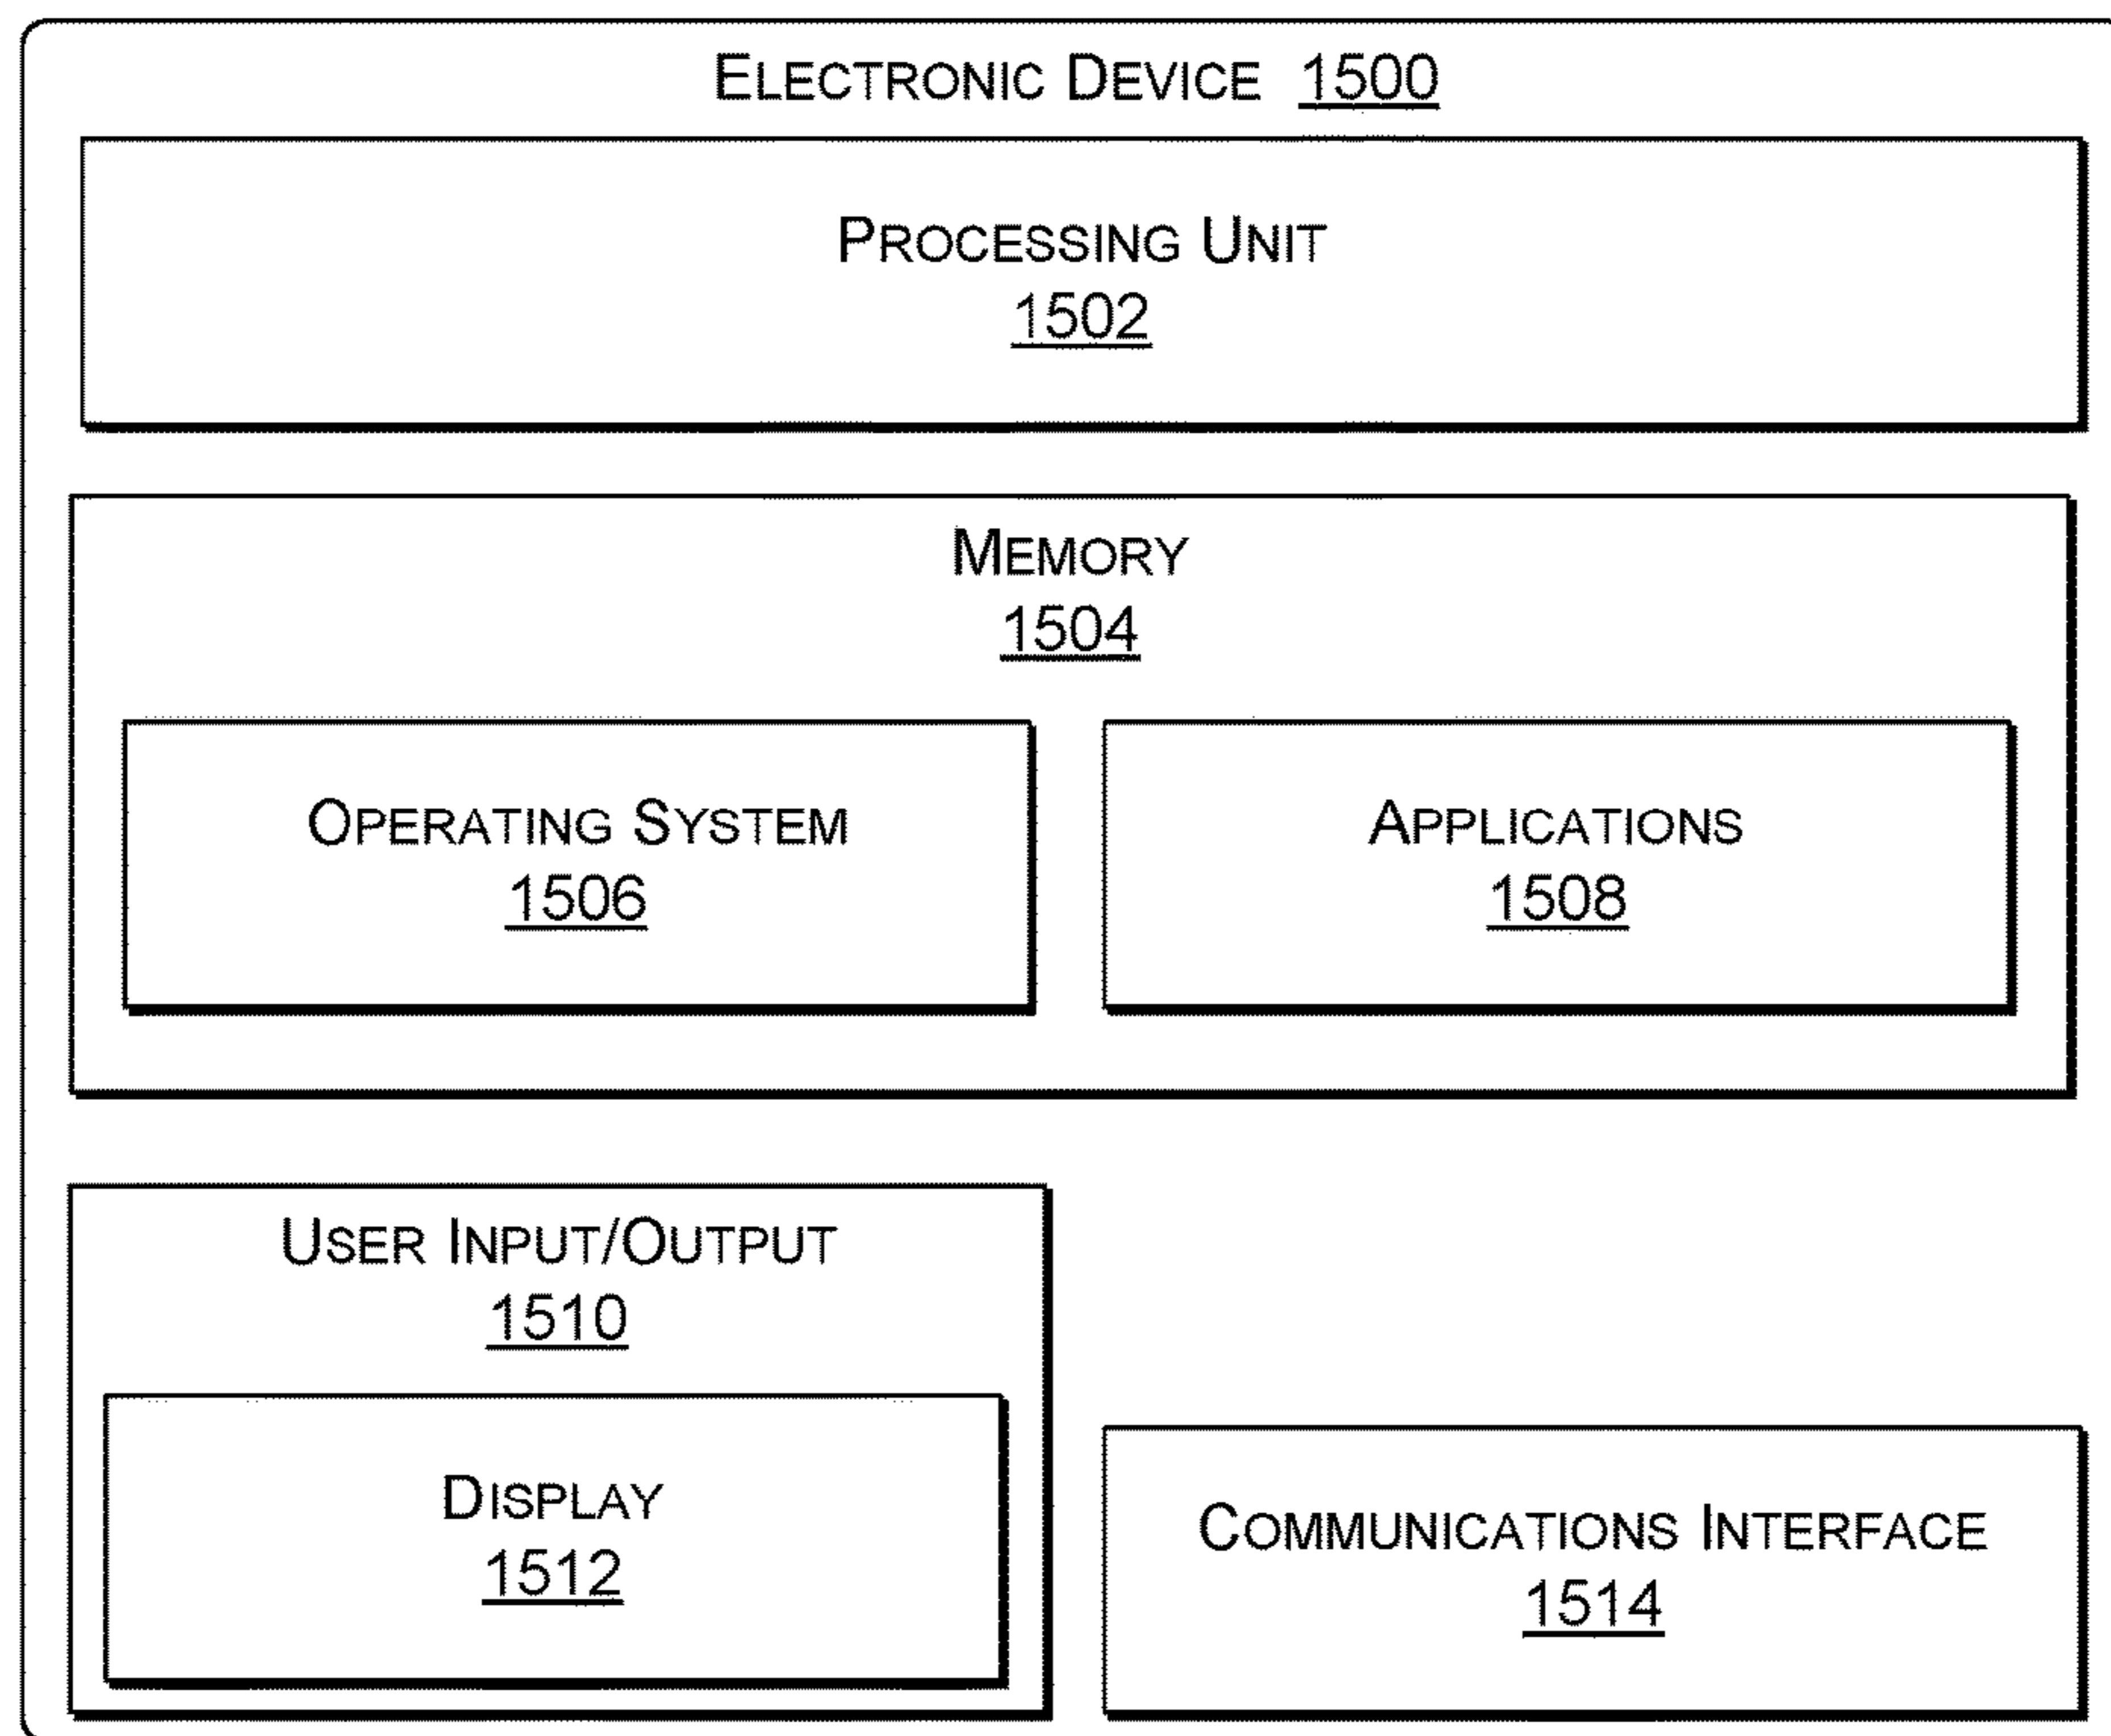 ELECTRONIC DEVICE 1500
PROCESSING UNIT
1502
MEMORY
1504
OPERATING SYSTEM
1506
APPLICATIONS
1508
USER INPUT/OUTPUT
1510
DISPLAY
1512
COMMUNICATIONS INTERFACE
1514